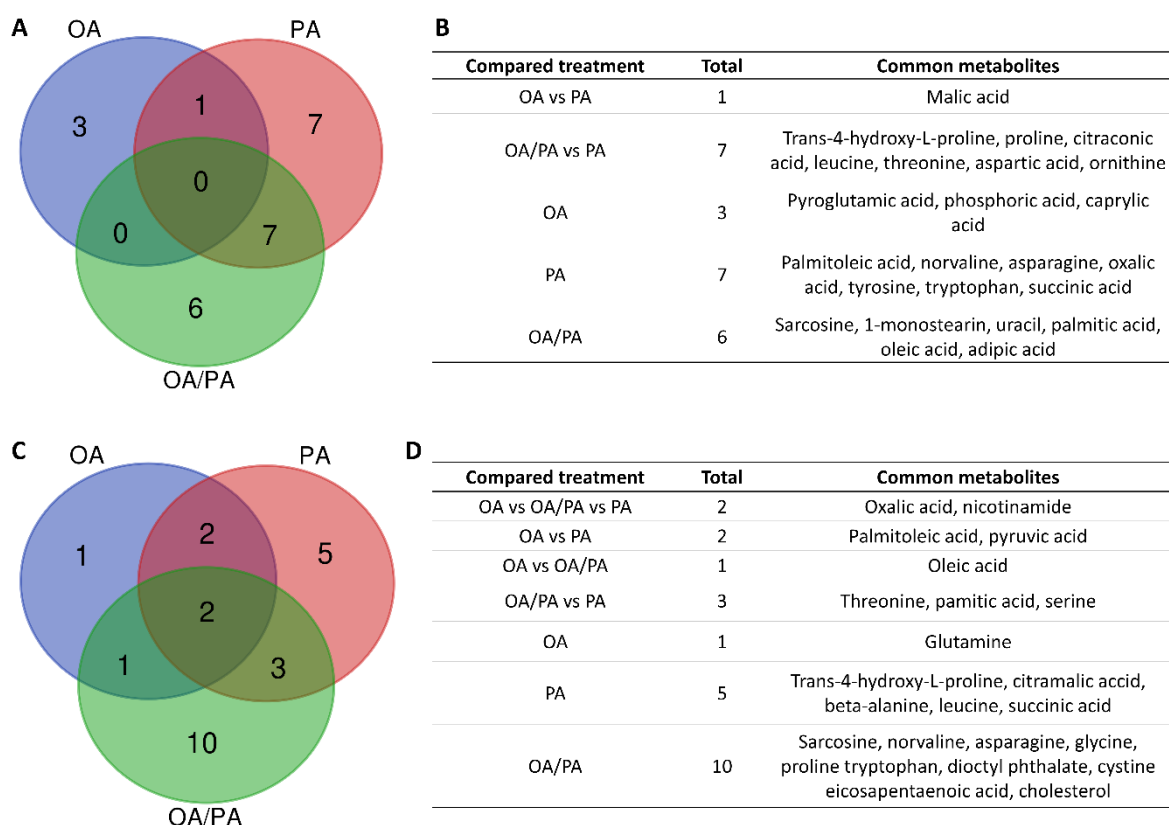 A
OA
PA
3
1
7
0
0
7
6
OA/PA
B
Compared treatment Total Common metabolites
OA vs PA 1 Malic acid
OA/PA vs PA 7 Trans-4-hydroxy-L-proline, proline, citraconic
acid, leucine, threonine, aspartic acid, ornithine
OA 3 Pyroglutamic acid, phosphoric acid, caprylic
acid
PA 7 Palmitoleic acid, norvaline, asparagine, oxalic
acid, tyrosine, tryptophan, succinic acid
OA/PA 6 Sarcosine, 1-monostearin, uracil, palmitic acid,
oleic acid, adipic acid
C
OA
PA
1
2
5
2
1
3
10
OA/PA
D
Compared treatment Total Common metabolites
OA vs OA/PA vs PA 2 Oxalic acid, nicotinamide
OA vs PA 2 Palmitoleic acid, pyruvic acid
OA vs OA/PA 1 Oleic acid
OA/PA vs PA 3 Threonine, pamitic acid, serine
OA 1 Glutamine
PA 5 Trans-4-hydroxy-L-proline, citramalic accid,
beta-alanine, leucine, succinic acid
OA/PA 10 Sarcosine, norvaline, asparagine, glycine,
proline tryptophan, dioctyl phthalate, cystine
eicosapentaenoic acid, cholesterol